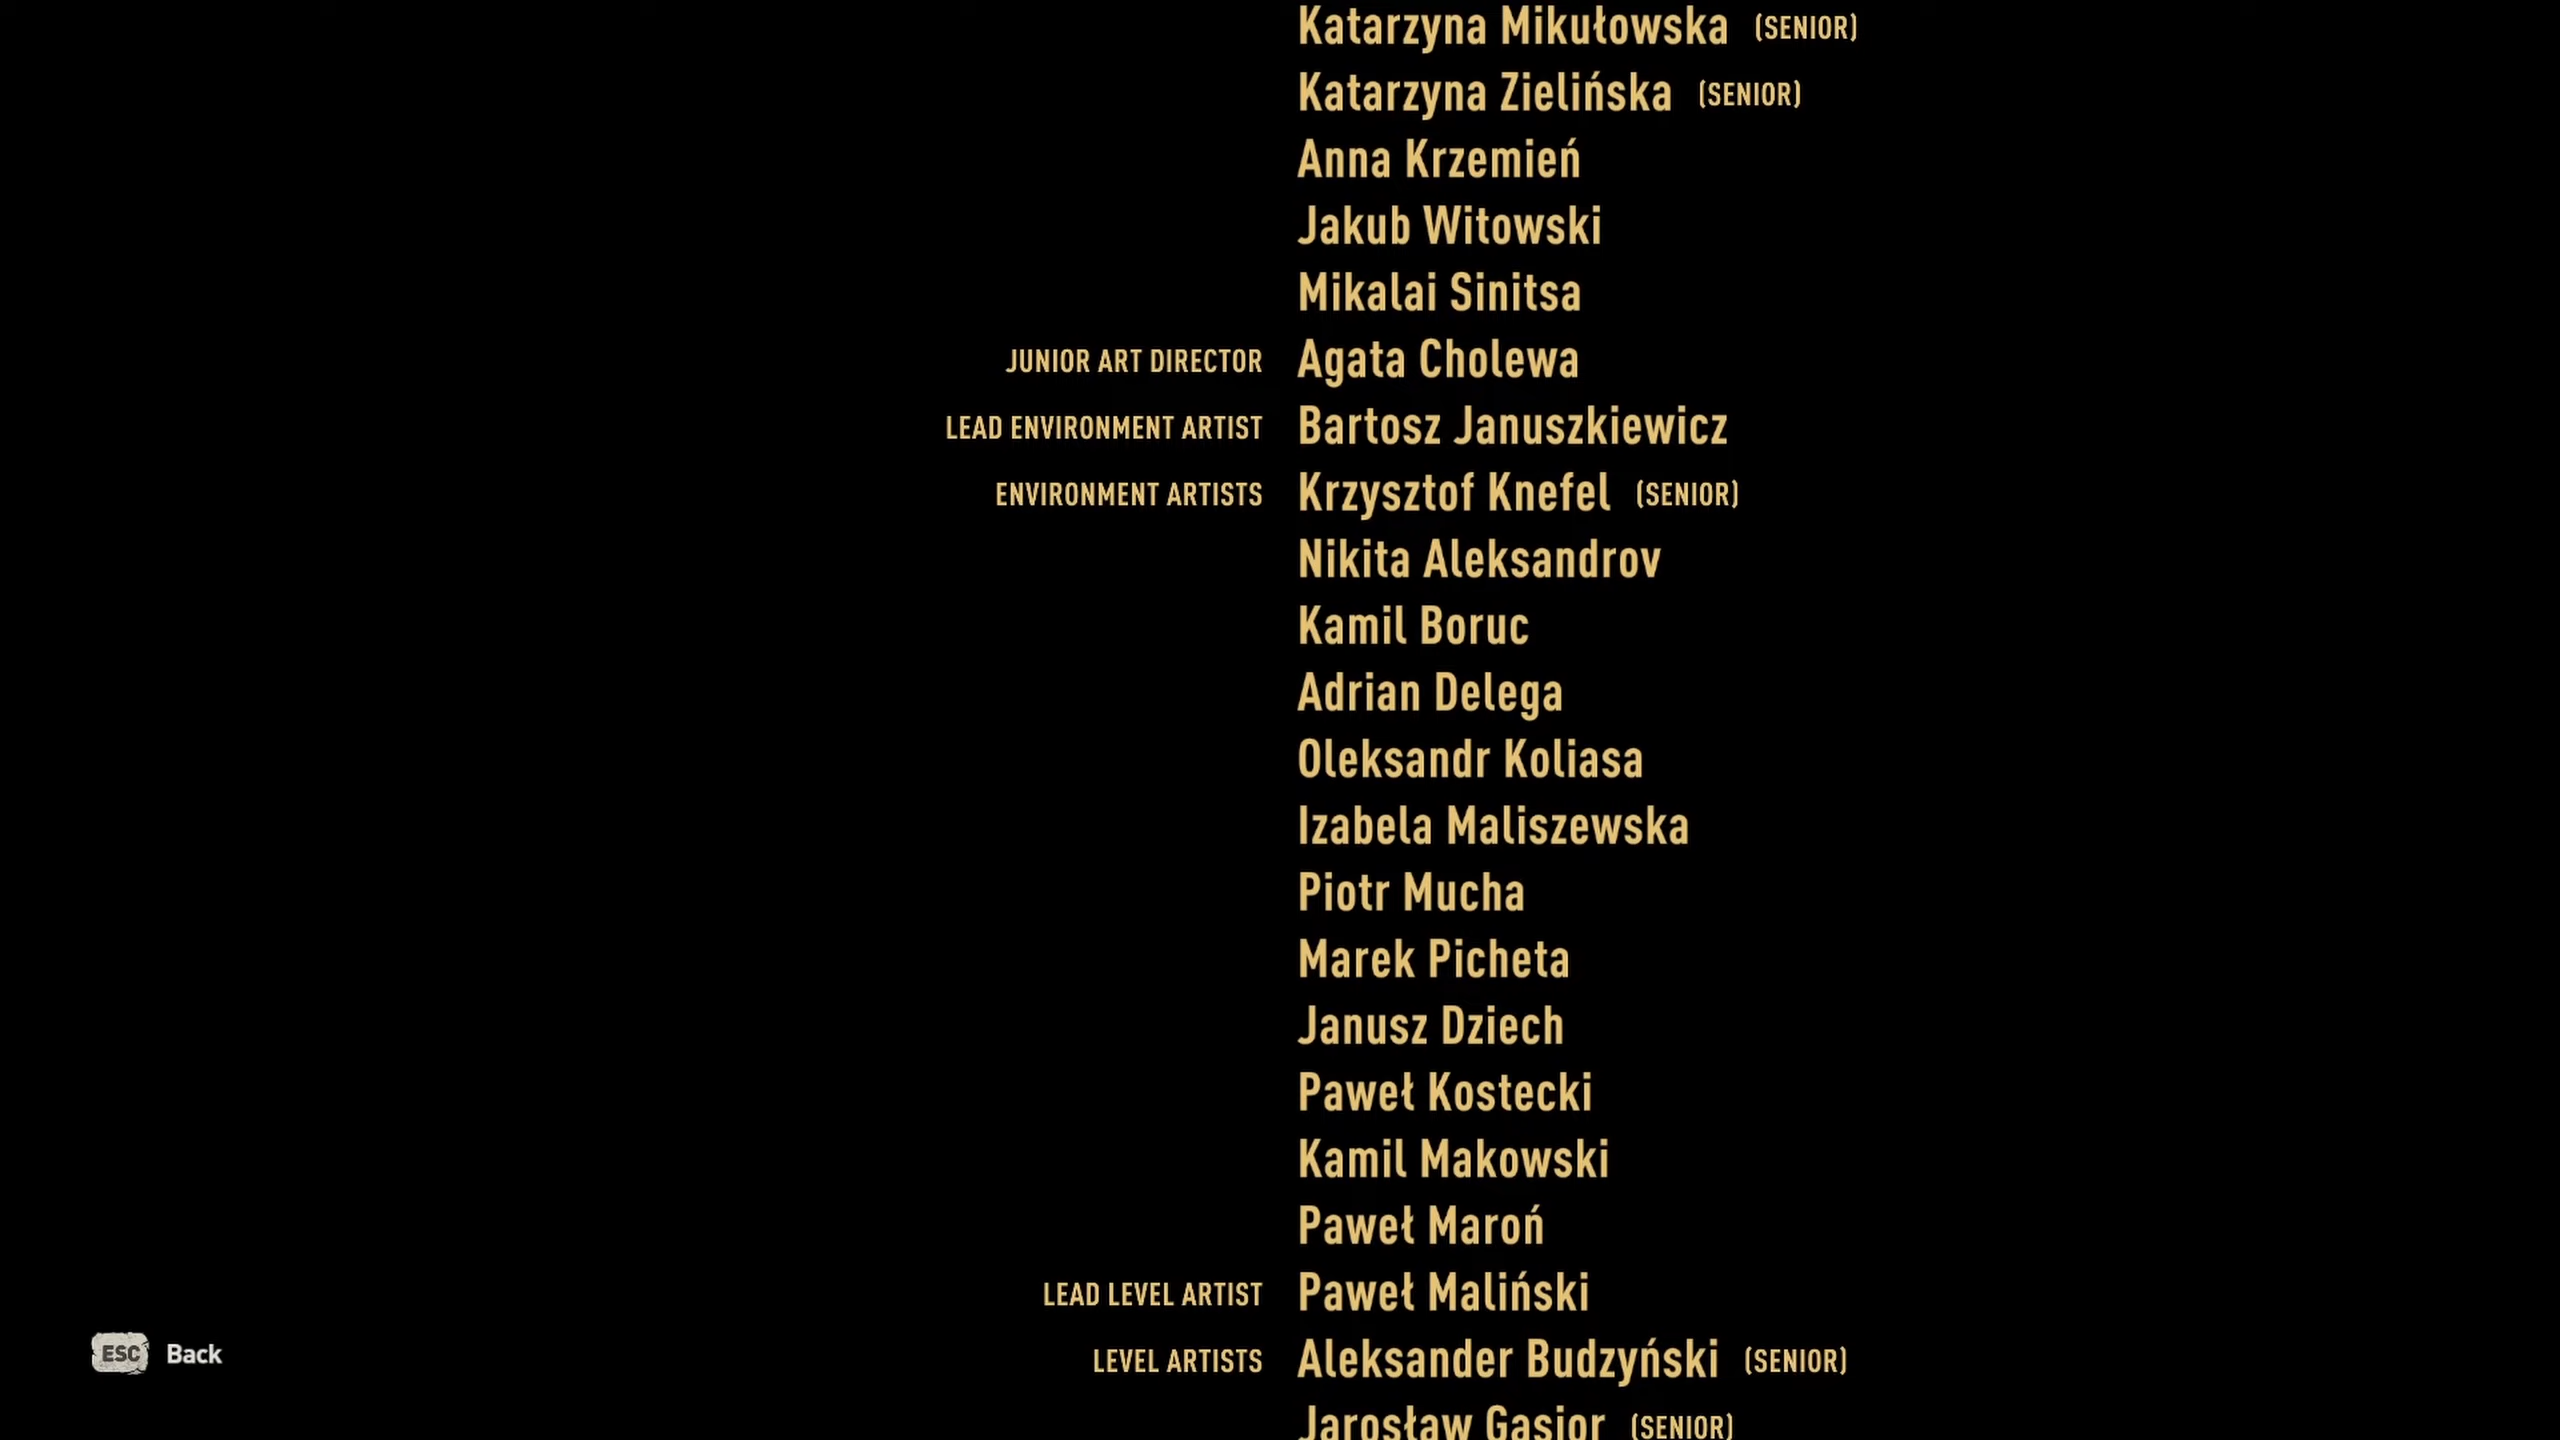 Katarzyna Mikułowska (SENIOR)
Katarzyna Zielińska (SENIOR)
Anna Krzemień
Jakub Witowski
Mikalai Sinitsa
JUNIOR ART DIRECTOR Agata Cholewa
LEAD ENVIRONMENT ARTIST Bartosz Januszkiewicz
ENVIRONMENT ARTISTS Krzysztof Knefel (SENIOR)
Nikita Aleksandrov
Kamil Boruc
Adrian Delega
Oleksandr Koliasa
Izabela Maliszewska
Piotr Mucha
Marek Picheta
Janusz Dziech
Paweł Kostecki
Kamil Makowski
Paweł Maroń
LEAD LEVEL ARTIST Paweł Maliński
LEVEL ARTISTS Aleksander Budzyński (SENIOR)
Jarosław Gasior (SENIOR)
ESC Back